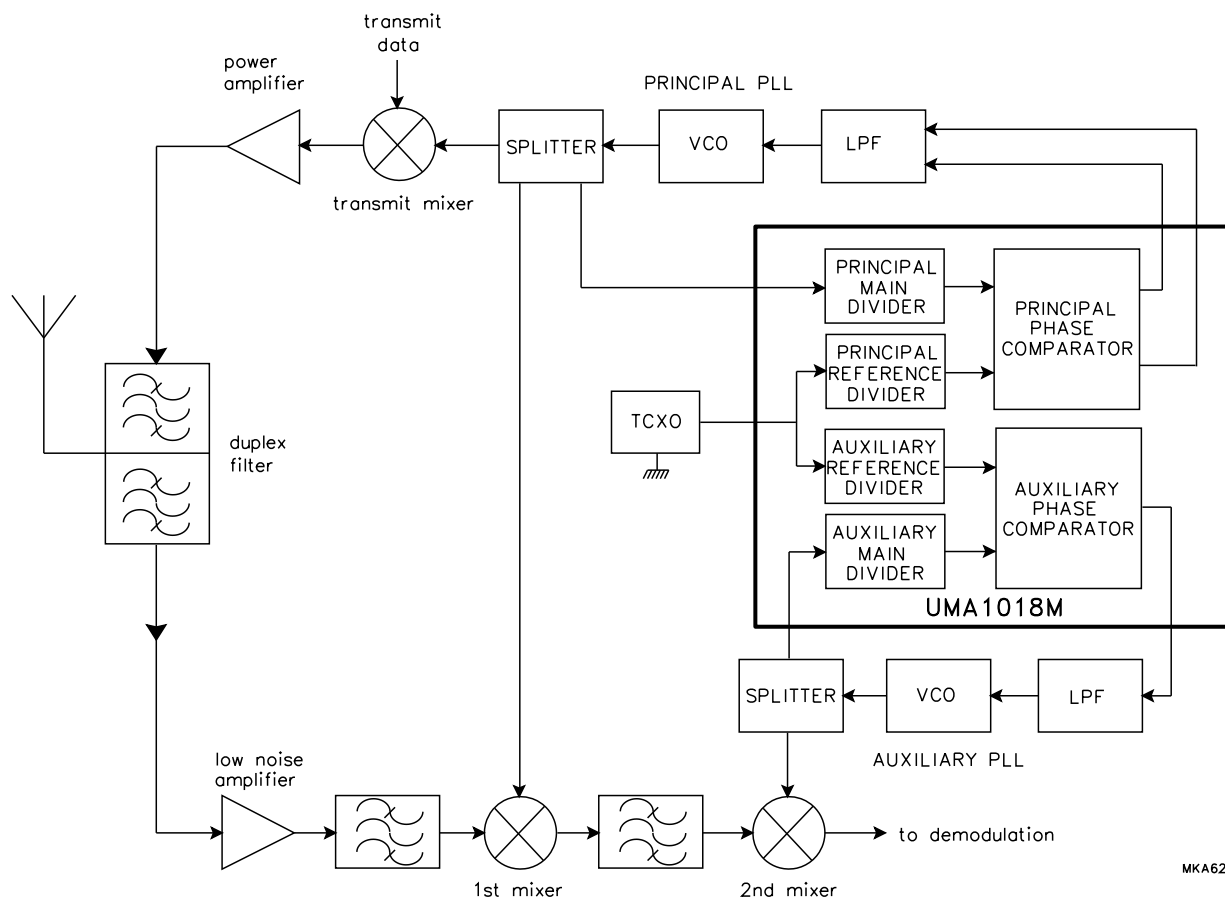 transmit
data
power
amplifier
PRINCIPAL PLL
SPLITTER
VCO
LPF
transmit mixer
PRINCIPAL
MAIN
DIVIDER
PRINCIPAL
PHASE
COMPARATOR
PRINCIPAL
REFERENCE
DIVIDER
TCXO
duplex
filter
AUXILIARY
REFERENCE
DIVIDER
AUXILIARY
PHASE
COMPARATOR
AUXILIARY
MAIN
DIVIDER
UMA1018M
SPLITTER
VCO
LPF
AUXILIARY PLL
low noise
amplifier
to demodulation
1st mixer
2nd mixer
MKA62